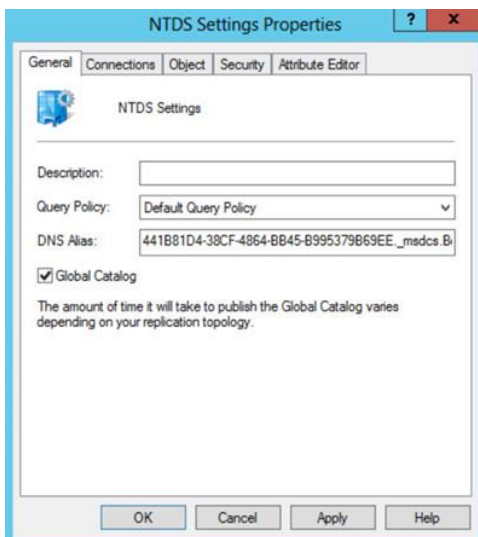 NTDS Settings Properties
? x
General Connections Object Security Attribute Editor
NTDS Settings
Description:
Query Policy: Default Query Policy
DNS Alias: 441B81D4-38CF-4864-BB45-B995379B69EE._msdcs.B
Global Catalog
The amount of time it will take to publish the Global Catalog varies
depending on your replication topology.
OK Cancel Apply Help